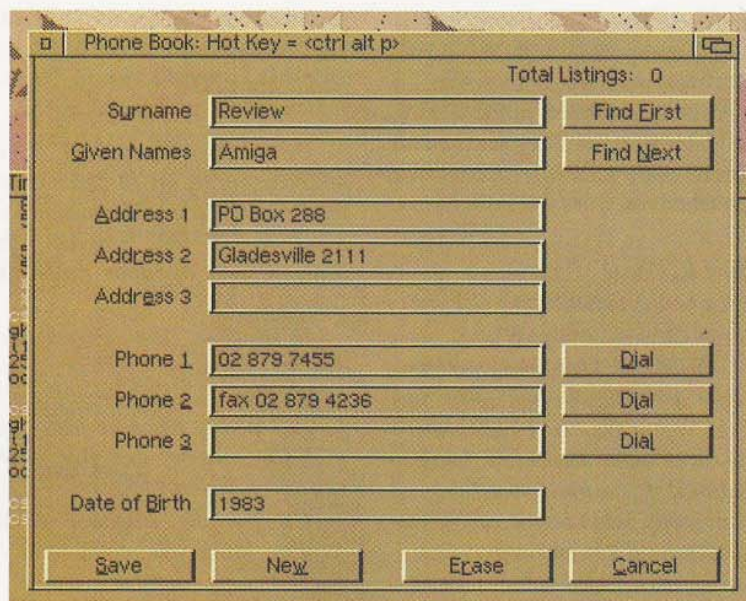 Phone Book: Hot Key = <ctrl alt p>
Total Listings: 0
Surname Review Find First
Given Names Amiga Find Next
Address 1 PO Box 288
Address 2 Gladesville 2111
Address 3
Phone 1 02 879 7455 Dial
Phone 2 fax 02 879 4236 Dial
Phone 3 Dial
Date of Birth 1983
Save New Erase Cancel